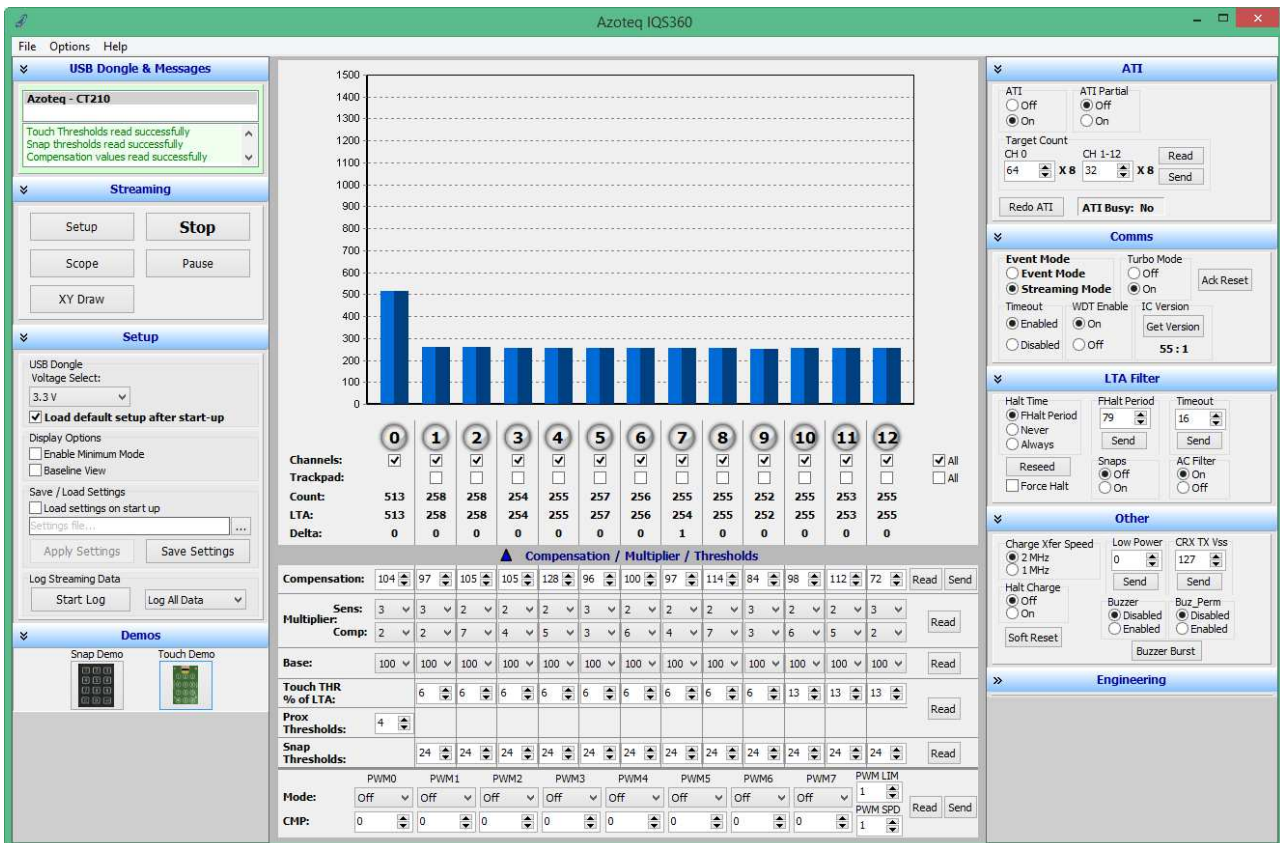 Azoteq IQS360
File Options Help
USB Dongle & Messages
Azoteq - CT210
Touch Thresholds read successfully
Snap thresholds read successfully
Compensation values read successfully
Streaming
Setup Stop
Scope Pause
XY Draw
Setup
USB Dongle
Voltage Select:
3.3 V
Load default setup after start-up
Display Options
Enable Minimum Mode
Baseline View
Save / Load Settings
Load settings on start up
Settings file... ...
Apply Settings Save Settings
Log Streaming Data
Start Log Log All Data
Demos
Snap Demo Touch Demo
1500
1400
1300
1200
1100
1000
900
800
700
600
500
400
300
200
100
0
0 1 2 3 4 5 6 7 8 9 10 11 12
Channels: All
Trackpad: All
Count: 513 258 258 254 255 257 256 255 255 252 255 253 255
LTA: 513 258 258 254 255 257 256 254 255 252 255 253 255
Delta: 0 0 0 0 0 0 0 1 0 0 0 0 0
Compensation / Multiplier / Thresholds
Compensation: 104 97 105 105 128 96 100 97 114 84 98 112 72 Read Send
Multiplier:
Sens: 3 3 2 2 2 3 2 2 2 3 2 2 3
Comp: 2 2 7 4 5 3 6 4 7 3 6 5 2
Read
Base: 100 100 100 100 100 100 100 100 100 100 100 100 100 Read
Touch THR
% of LTA:
6 6 6 6 6 6 6 6 6 13 13 13
Read
Prox
Thresholds:
4
Snap
Thresholds:
24 24 24 24 24 24 24 24 24 24 24 24 Read
PWM0 PWM1 PWM2 PWM3 PWM4 PWM5 PWM6 PWM7 PWM LIM
Mode: Off Off Off Off Off Off Off Off 1
PWM SPD Read Send
CMP: 0 0 0 0 0 0 0 0 1
ATI
ATI ATI Partial
Off Off
On On
Target Count
CH 0 CH 1-12 Read
64 X 8 32 X 8 Send
Redo ATI ATI Busy: No
Comms
Event Mode Turbo Mode
Event Mode Off
Streaming Mode On Ack Reset
Timeout WDT Enable IC Version
Enabled On Get Version
Disabled Off 55 : 1
LTA Filter
Halt Time FHalt Period Timeout
FHalt Period 79 16
Never
Always Send Send
Reseed Snaps AC Filter
Off On
Force Halt On Off
Other
Charge Xfer Speed Low Power CRX TX Vss
2 MHz 0 127
1 MHz
Halt Charge Send Send
Off Buzzer Buz_Perm
On Disabled Disabled
Soft Reset Enabled Enabled
Buzzer Burst
Engineering